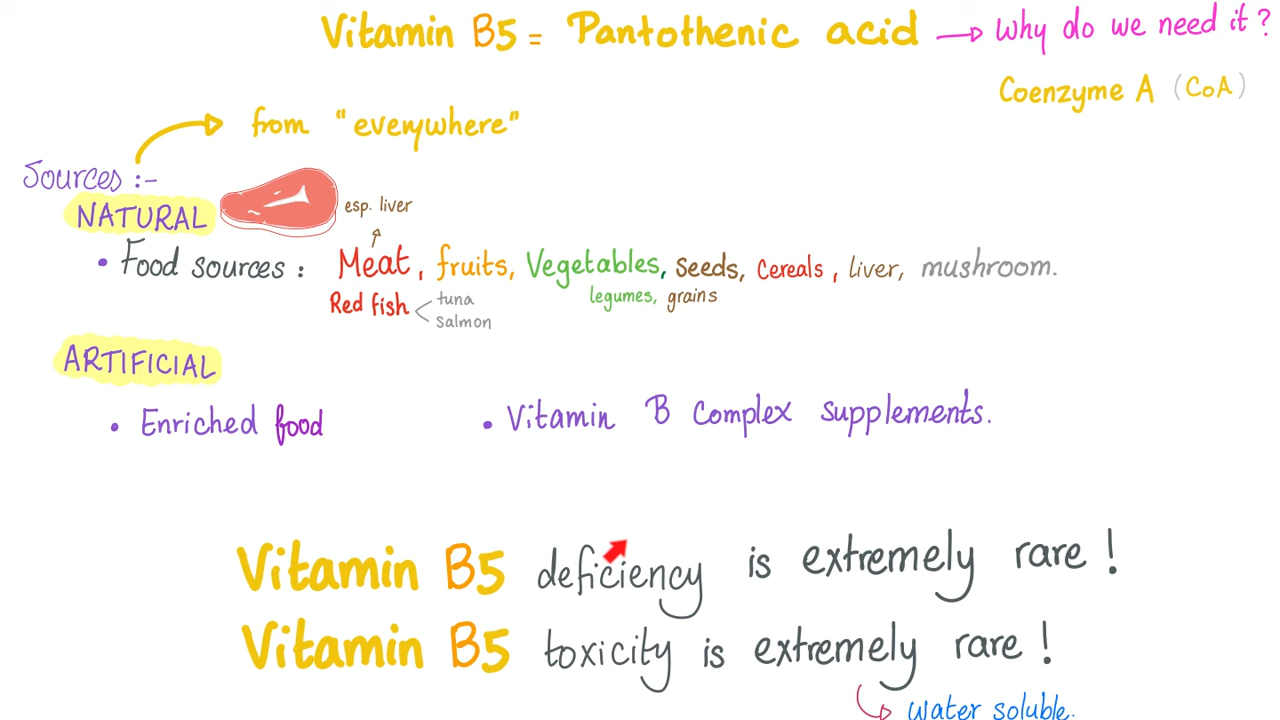 Vitamin B5 = Pantothenic acid → Why do we need it?
Coenzyme A (CoA)
from "everywhere"
Sources :-
NATURAL
esp. liver
• Food sources : Meat, fruits, Vegetables, seeds, cereals, liver, mushroom.
legumes, grains
Red fish < tuna
salmon
ARTIFICIAL
• Enriched food
• Vitamin B Complex supplements.
Vitamin B5 deficiency is extremely rare!
Vitamin B5 toxicity is extremely rare!
water soluble.